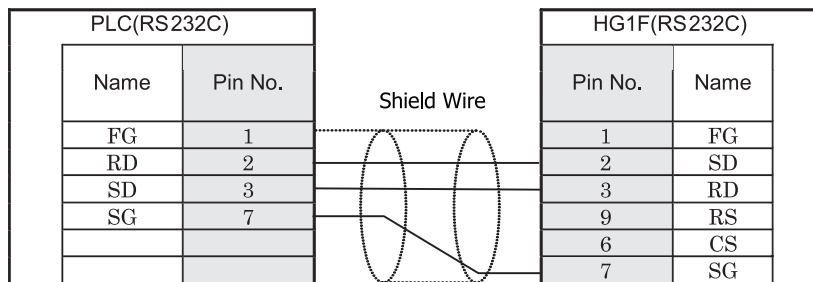 PLC(RS232C) HG1F(RS232C)
Name Pin No. Shield Wire Pin No. Name
FG 1 1 FG
RD 2 2 SD
SD 3 3 RD
SG 7 9 RS
6 CS
7 SG